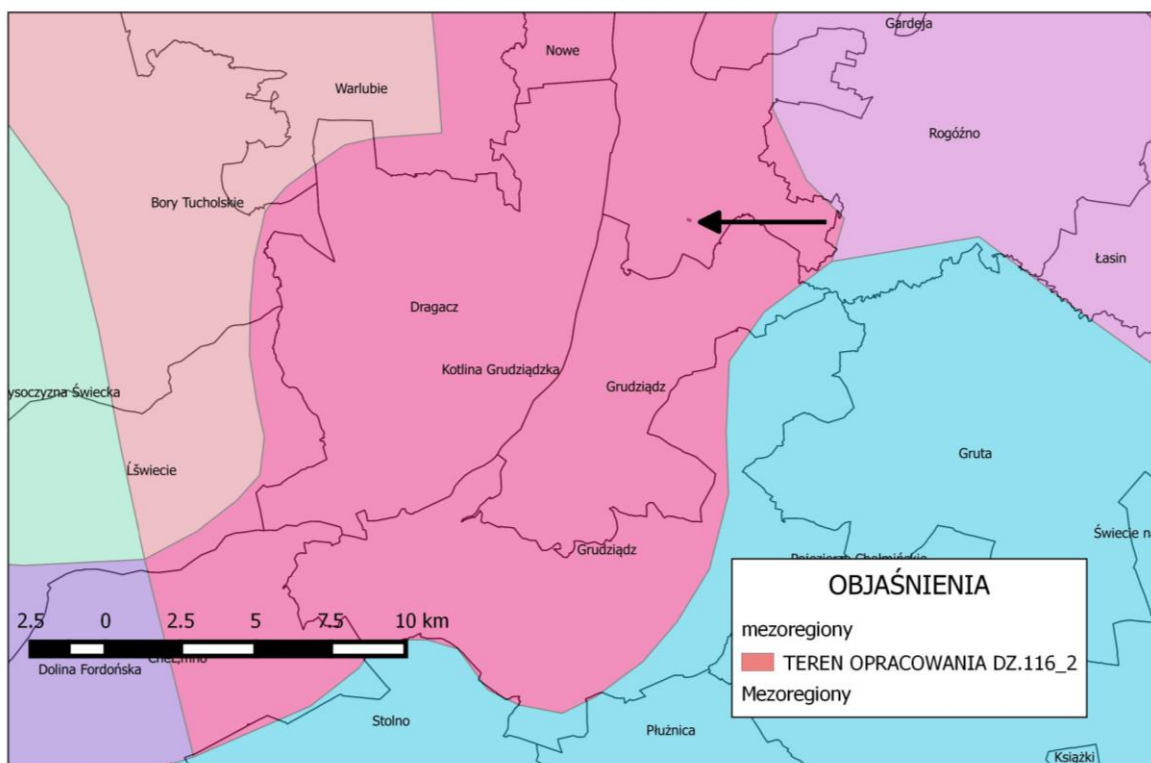 Gardeja
Nowe
Warlubie
Rogóźno
Bory Tucholskie
Łasin
Dragacz
Kotlina Grudziądzka
Grudziądz
ysoczyzna Świecka
Gruta
Lświecie
Świecie na
Grudziądz
OBJAŚNIENIA
mezoregiony
TEREN OPRACOWANIA DZ.116_2
Mezoregiony
2.5 0 2.5 5 7.5 10 km
Dolina Fordońska
Stolno
Płużnica
Książki